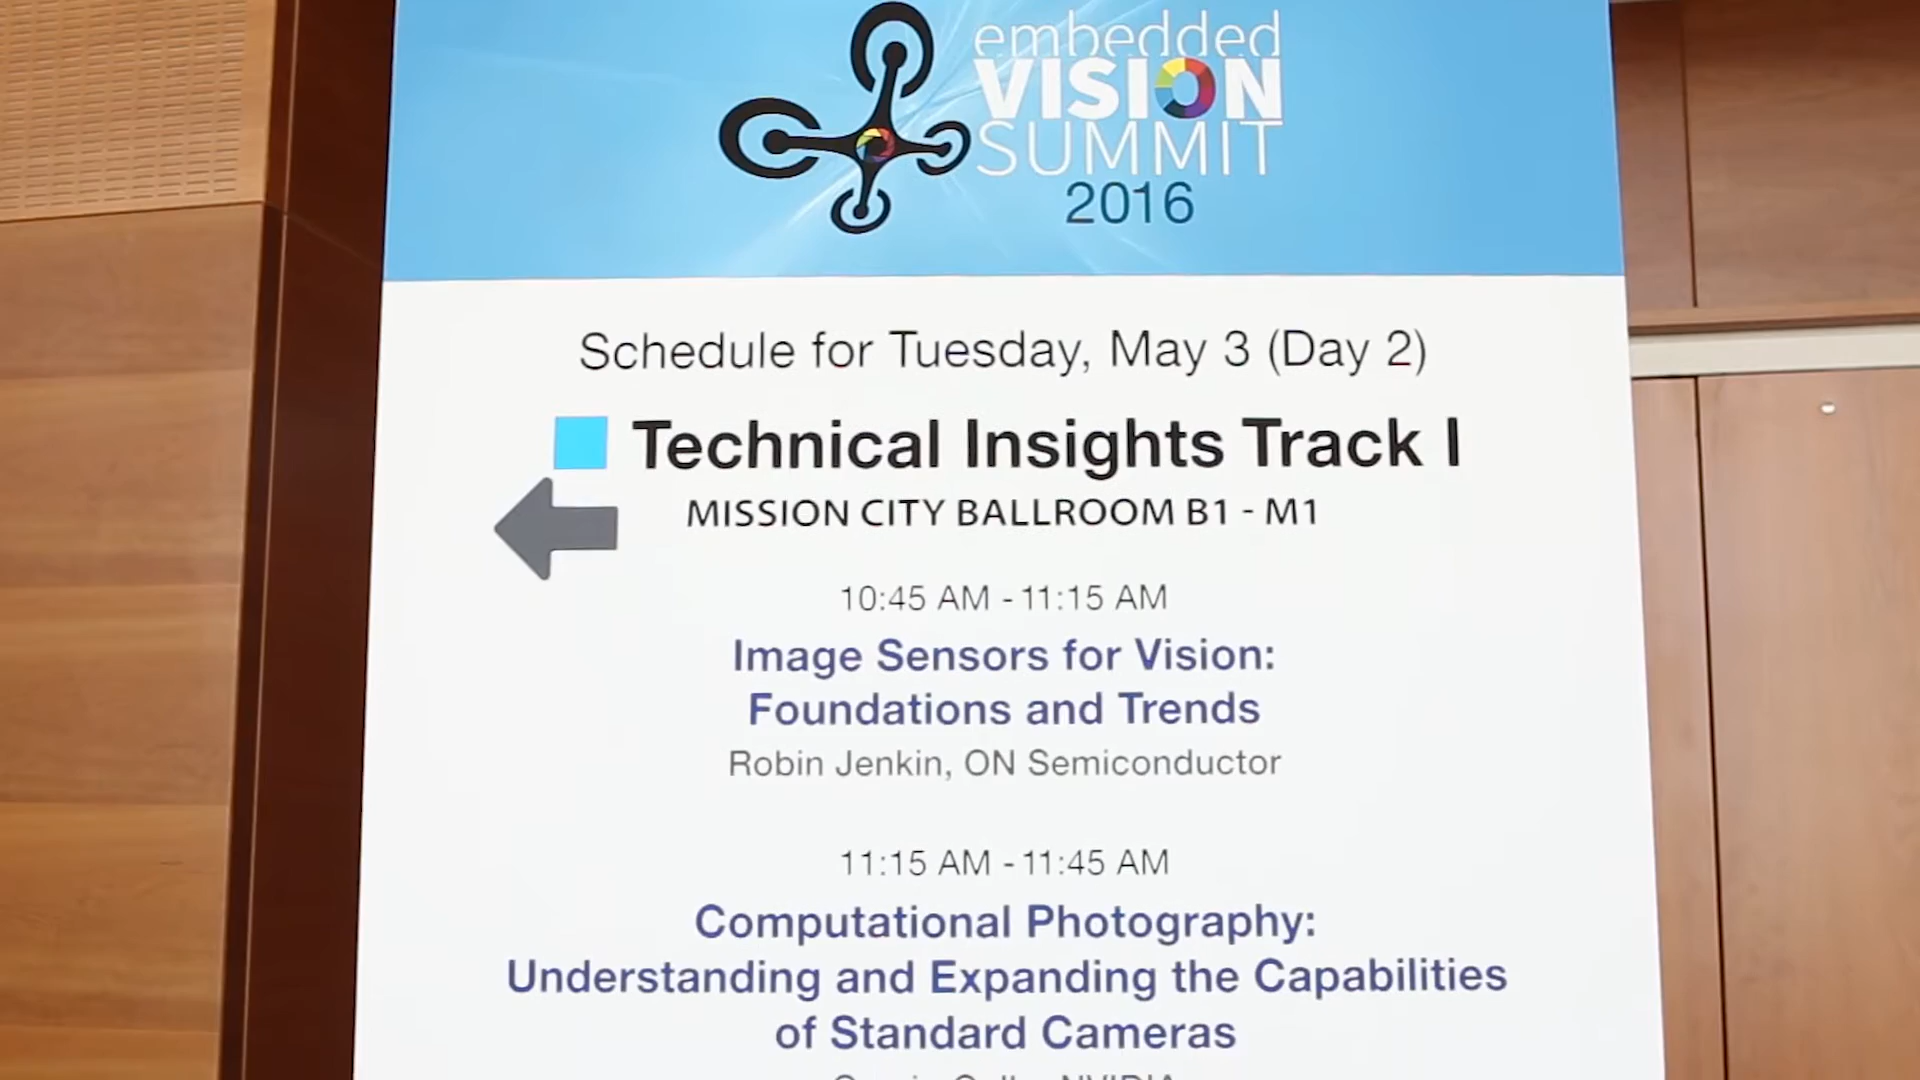 embedded
VISION
SUMMIT
2016
Schedule for Tuesday, May 3 (Day 2)
Technical Insights Track I
MISSION CITY BALLROOM B1 - M1
10:45 AM - 11:15 AM
Image Sensors for Vision:
Foundations and Trends
Robin Jenkin, ON Semiconductor
11:15 AM - 11:45 AM
Computational Photography:
Understanding and Expanding the Capabilities
of Standard Cameras